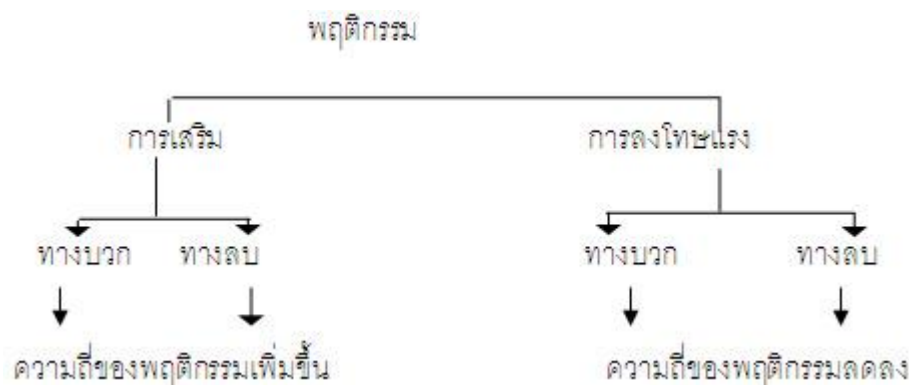 พฤติกรรม
การเสริม การลงโทษแรง
ทางบวก ทางลบ ทางบวก ทางลบ
ความถี่ของพฤติกรรมเพิ่มขึ้น ความถี่ของพฤติกรรมลดลง